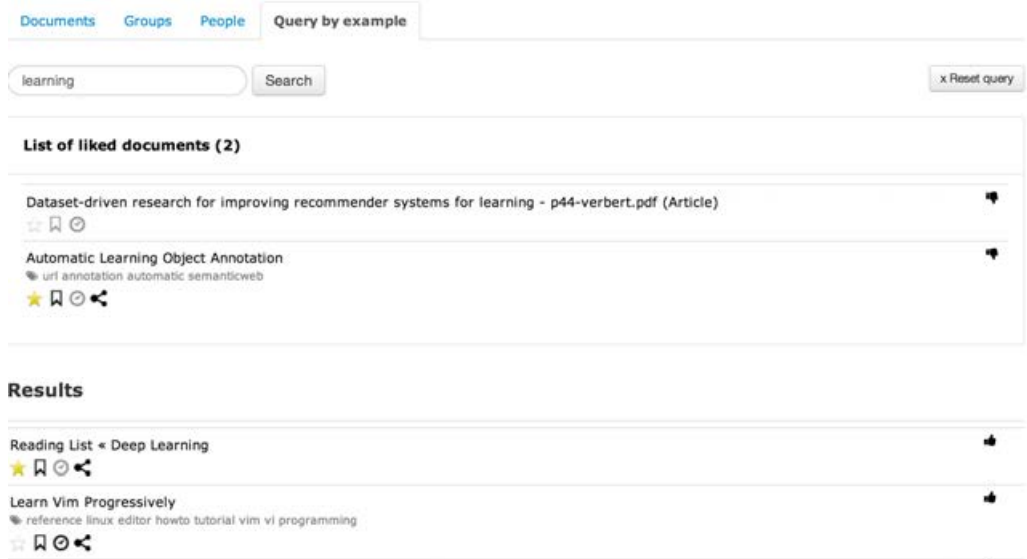 Documents Groups People Query by example
learning Search x Reset query
List of liked documents (2)
Dataset-driven research for improving recommender systems for learning - p44-verbert.pdf (Article)
Automatic Learning Object Annotation
url annotation automatic semanticweb
Results
Reading List « Deep Learning
Learn Vim Progressively
reference linux editor howto tutorial vim vi programming